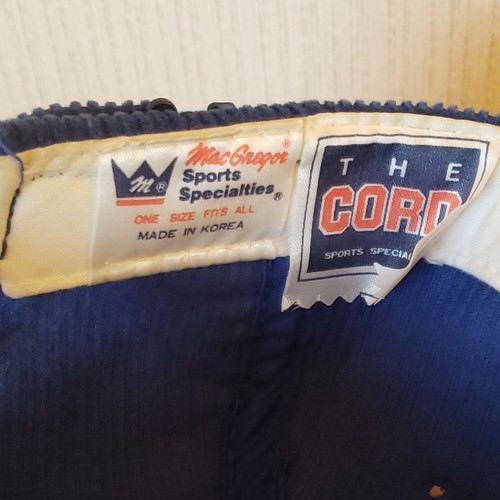 MacGregor®
Sports
Specialties®
M®
ONE SIZE FITS ALL
MADE IN KOREA
THE
CORD
SPORTS SPECIAL